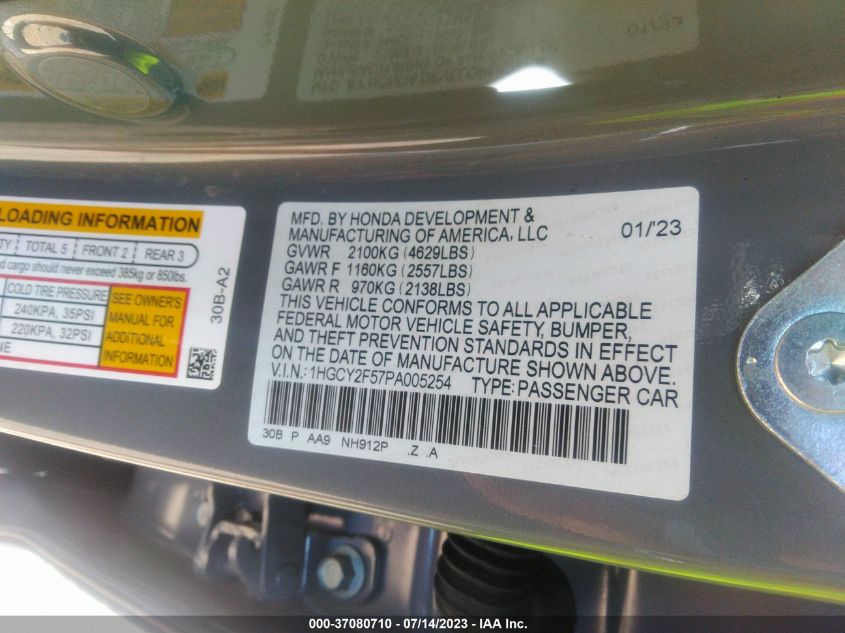 LOADING INFORMATION
TOTAL 5 FRONT 2 REAR 3
d cargo should never exceed 385kg or 850lbs.
COLD TIRE PRESSURE
240KPA, 35PSI
220KPA, 32PSI
SEE OWNER'S
MANUAL FOR
ADDITIONAL
INFORMATION
30B-A2
MFD. BY HONDA DEVELOPMENT &
MANUFACTURING OF AMERICA, LLC 01/'23
GVWR 2100KG (4629LBS)
GAWR F 1160KG (2557LBS)
GAWR R 970KG (2138LBS)
THIS VEHICLE CONFORMS TO ALL APPLICABLE
FEDERAL MOTOR VEHICLE SAFETY, BUMPER,
AND THEFT PREVENTION STANDARDS IN EFFECT
ON THE DATE OF MANUFACTURE SHOWN ABOVE.
V.I.N.: 1HGCY2F57PA005254 TYPE: PASSENGER CAR
30B P AA9 NH912P .Z .A
000-37080710 - 07/14/2023 - IAA Inc.